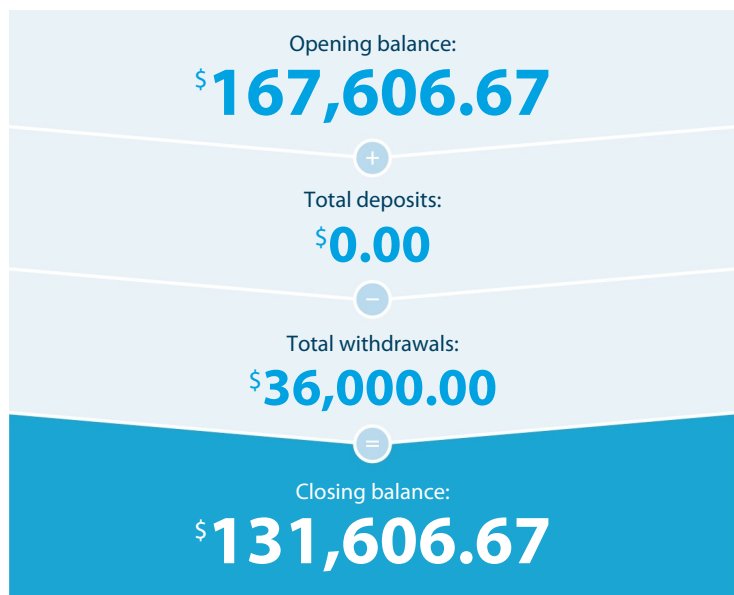 Opening balance:
$167,606.67
+
Total deposits:
$0.00
−
Total withdrawals:
$36,000.00
=
Closing balance:
$131,606.67